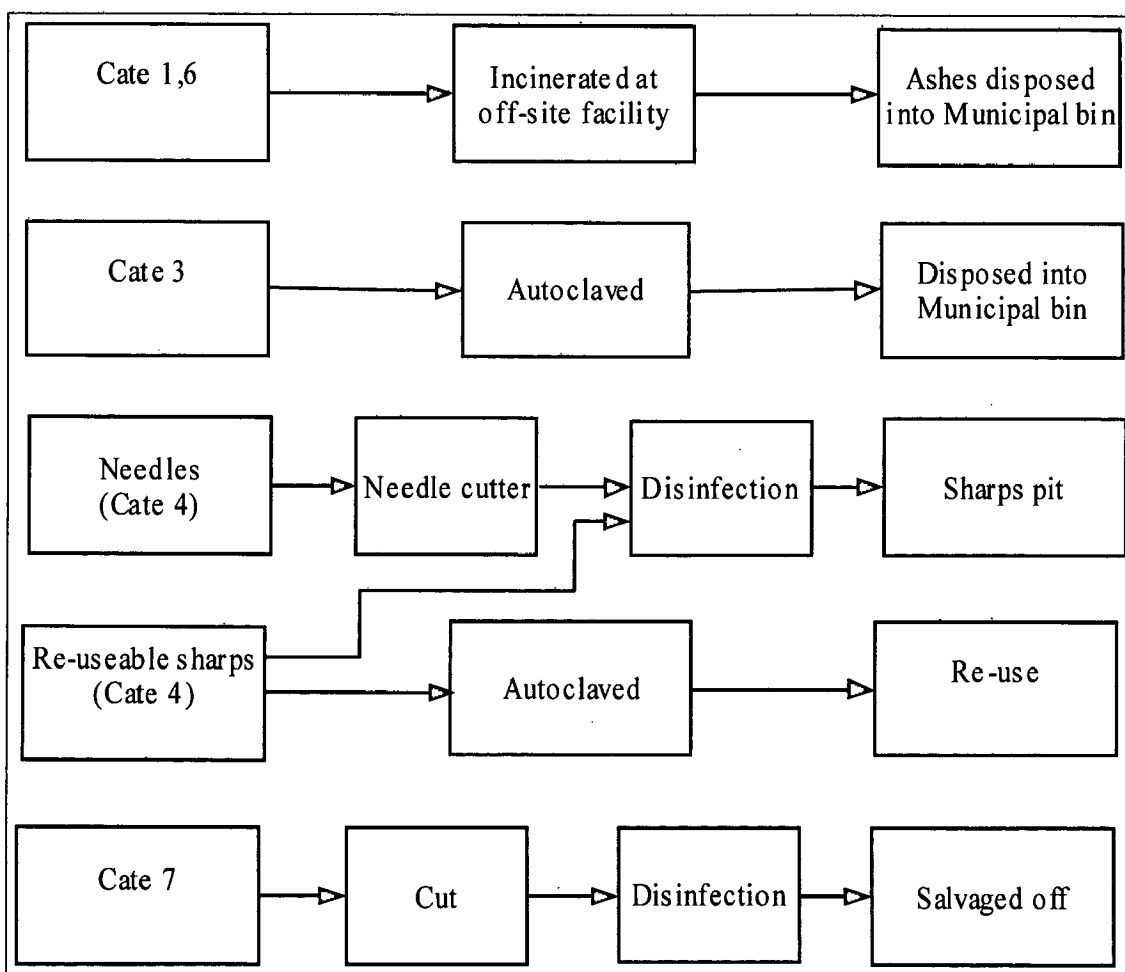 Cate 1,6
Incinerated at
off-site facility
Ashes disposed
into Municipal bin
Cate 3
Autoclaved
Disposed into
Municipal bin
Needles
(Cate 4)
Needle cutter
Disinfection
Sharps pit
Re-useable sharps
(Cate 4)
Autoclaved
Re-use
Cate 7
Cut
Disinfection
Salvaged off